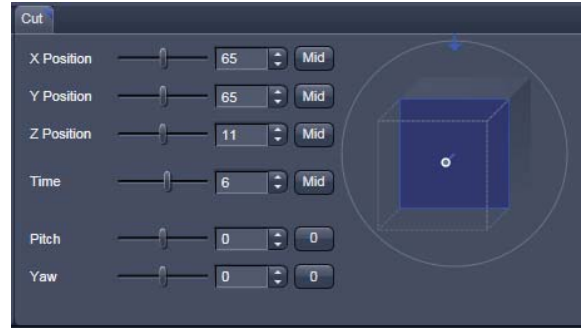 Cut
X Position 65 Mid
Y Position 65 Mid
Z Position 11 Mid
Time 6 Mid
Pitch 0 0
Yaw 0 0